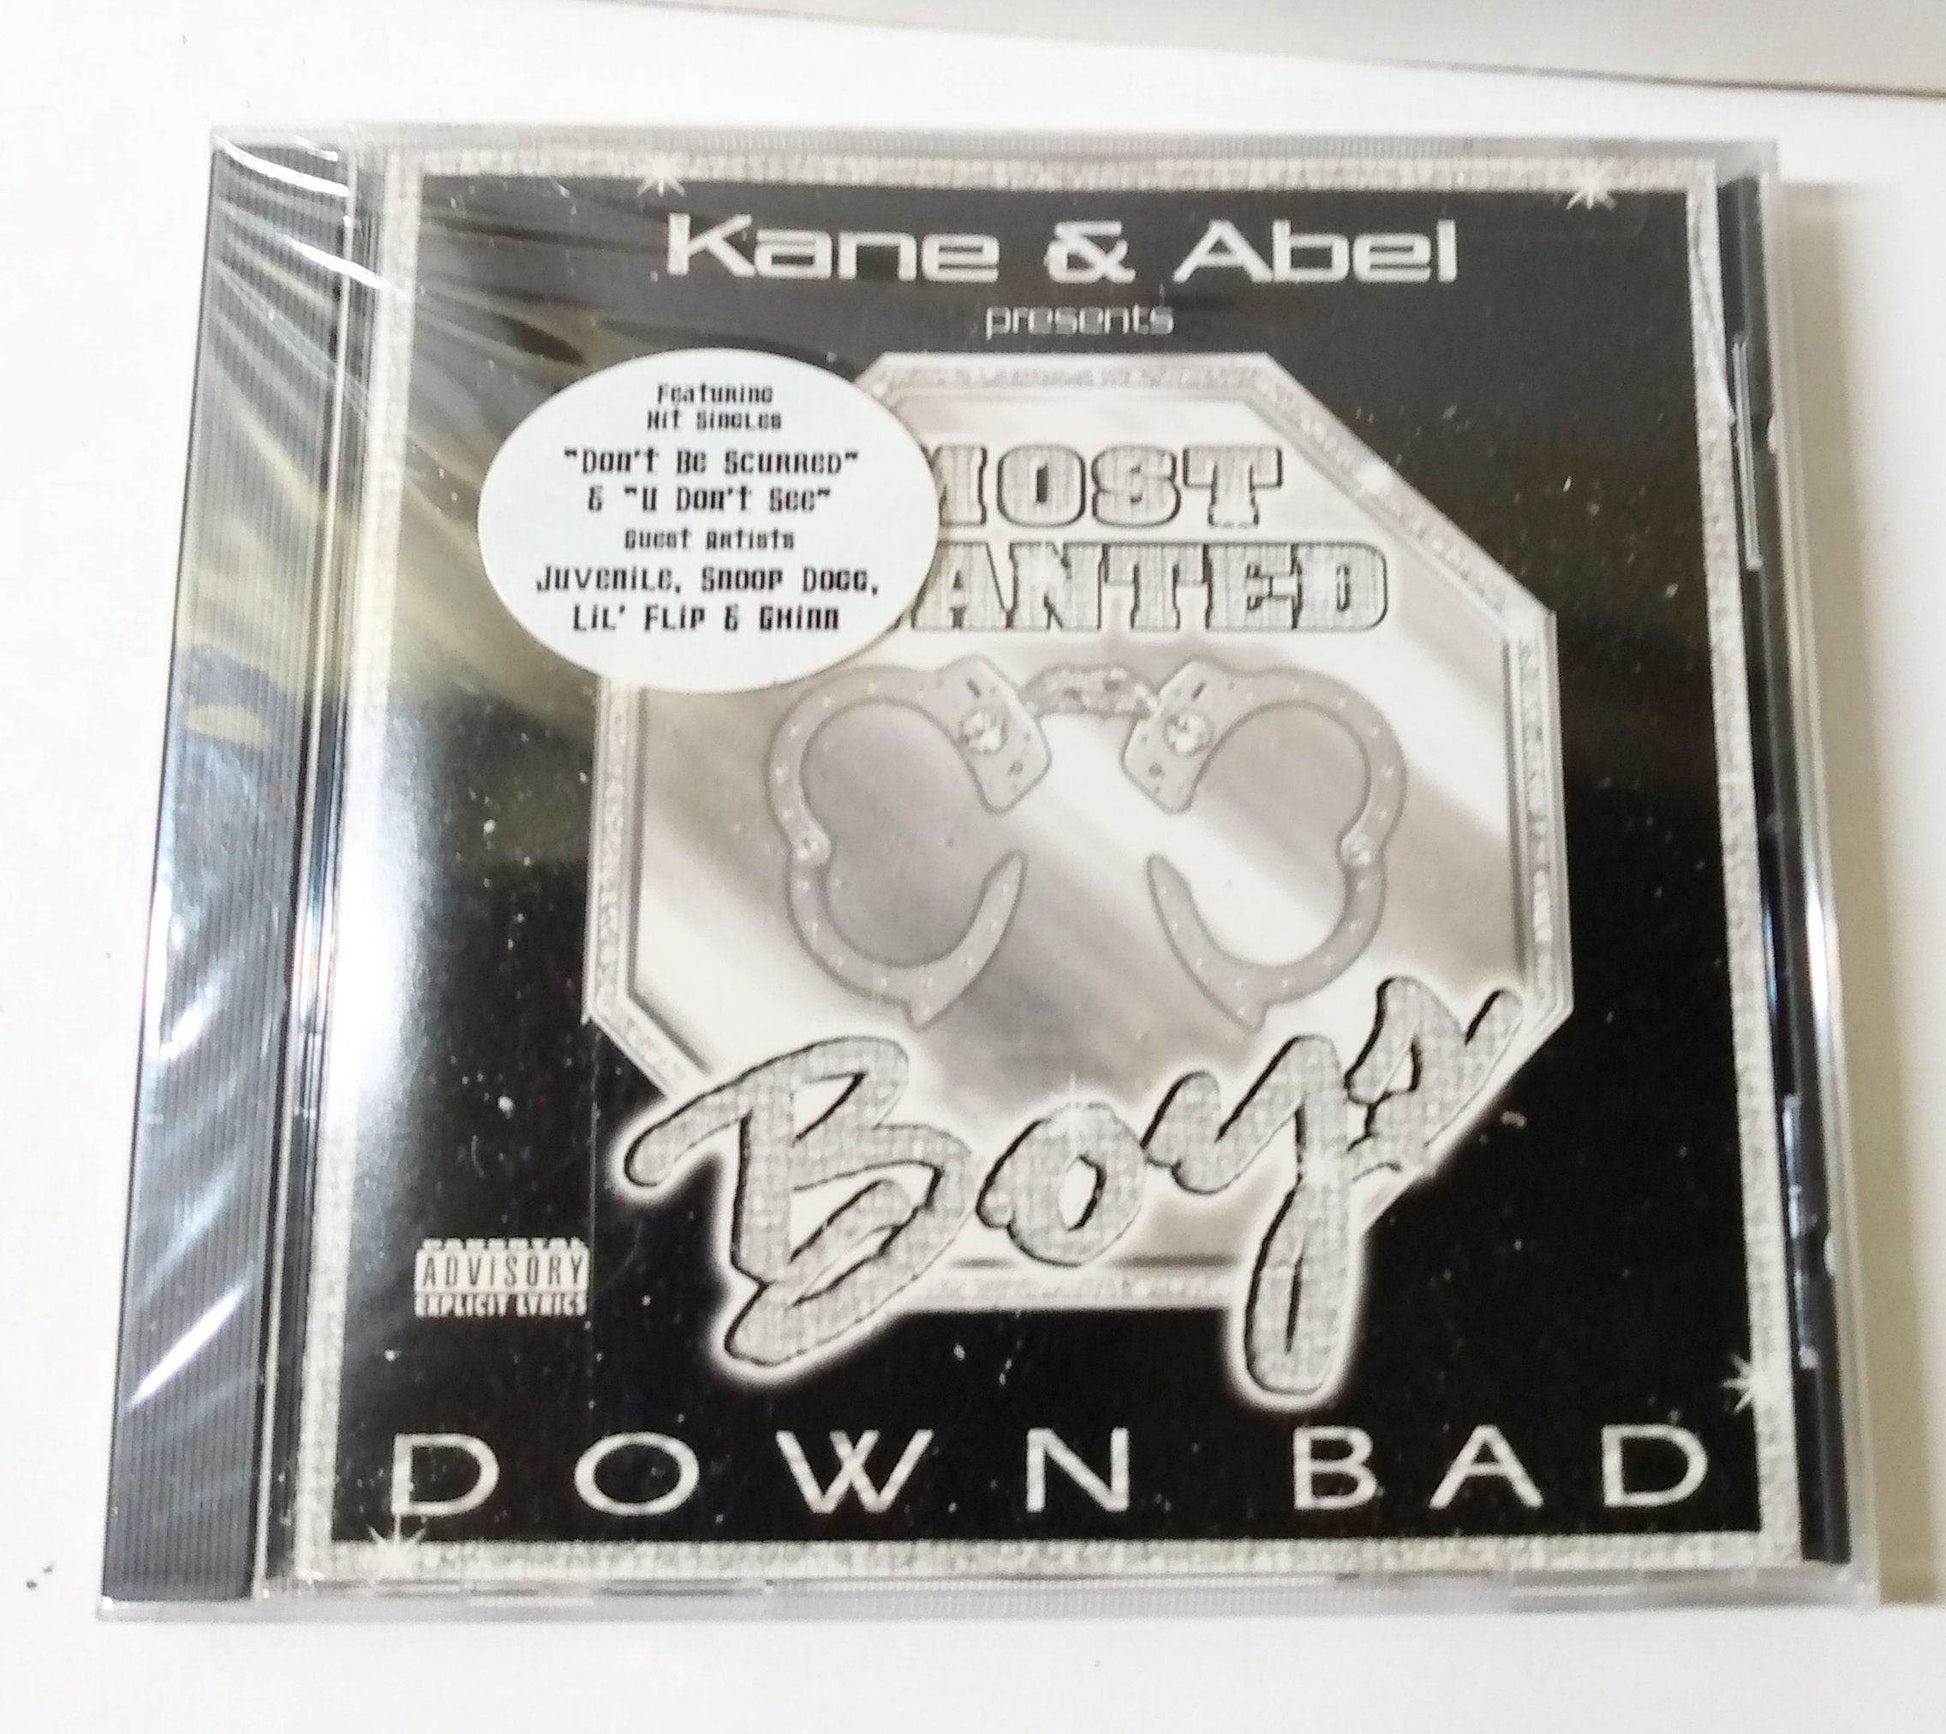 Kane & Abel
presents
Featuring
Hit Singles
"Don't Be Scurred"
& "U Don't See"
Guest Artists
Juvenile, Snoop Dogg,
Lil' Flip & Ghinn
MOST
WANTED
Boyz
PARENTAL
ADVISORY
EXPLICIT LYRICS
DOWN BAD